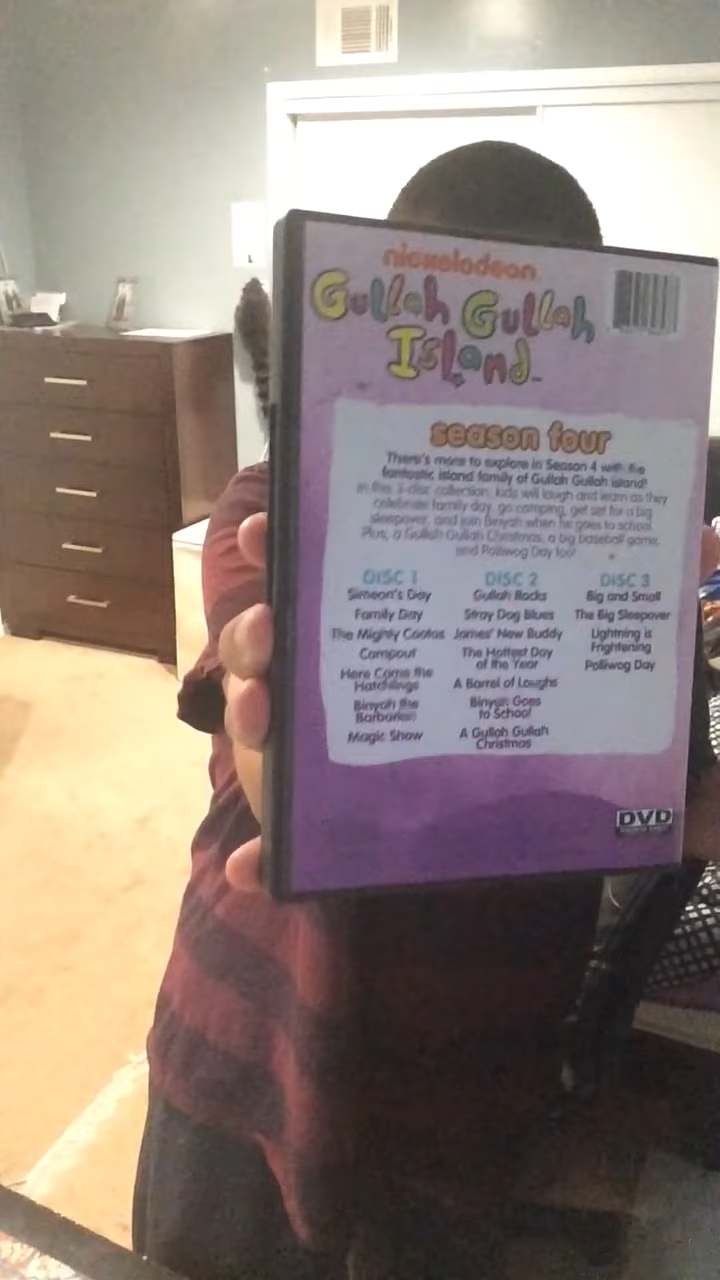 nickelodeon
Gullah Gullah
Island™
season four
There's more to explore in Season 4 with the
fantastic island family of Gullah Gullah Island!
In this 3-disc collection, kids will laugh and learn as they
celebrate family day, go camping, get set for a big
sleepover, and join Binyah when he goes to school.
Plus, a Gullah Gullah Christmas, a big baseball game,
and Polliwog Day too!
DISC 1
Simeon's Day
Family Day
The Mighty Cootas
Campout
Here Come the
Hatchlings
Binyah the
Barbarian
Magic Show
DISC 2
Gullah Rocks
Stray Dog Blues
James' New Buddy
The Hottest Day
of the Year
A Barrel of Laughs
Binyah Goes
to School
A Gullah Gullah
Christmas
DISC 3
Big and Small
The Big Sleepover
Lightning is
Frightening
Polliwog Day
DVD